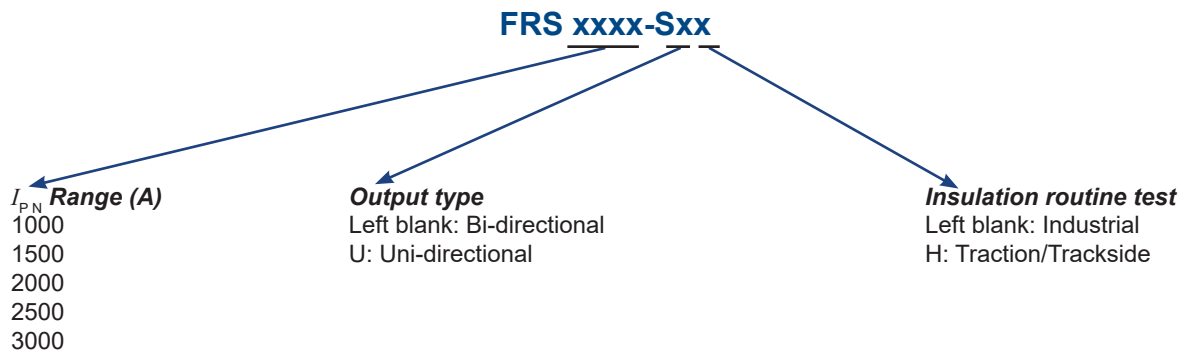 FRS xxxx-Sxx
I PN Range (A)
1000
1500
2000
2500
3000
Output type
Left blank: Bi-directional
U: Uni-directional
Insulation routine test
Left blank: Industrial
H: Traction/Trackside